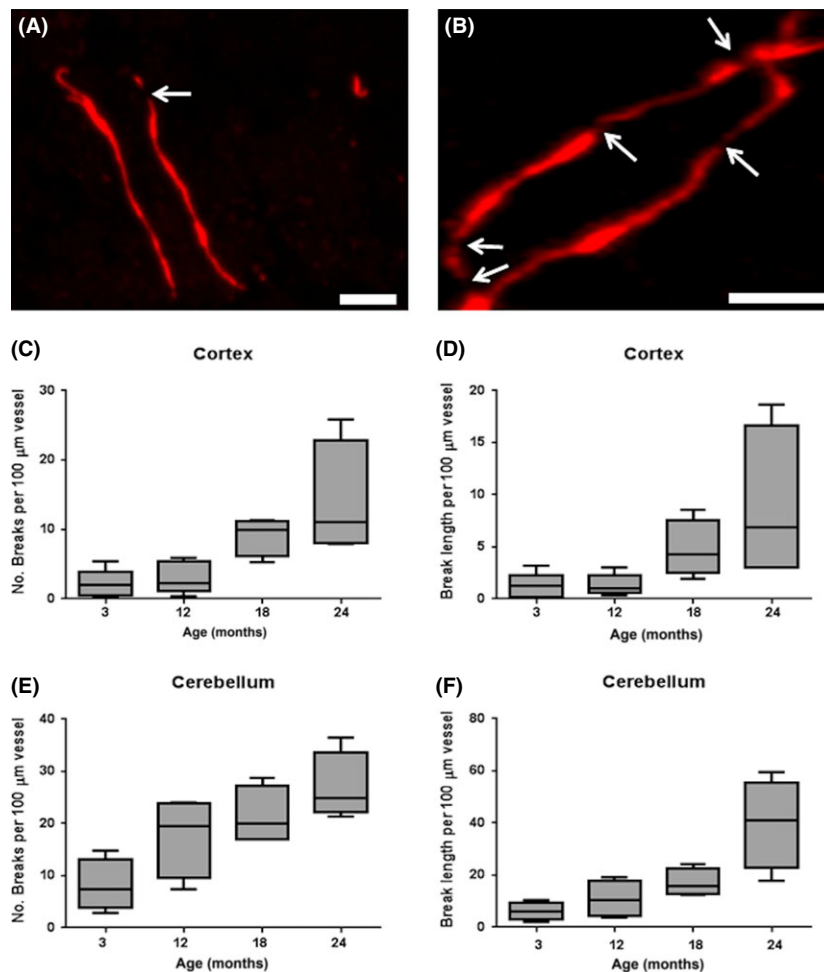 (A)
(B)
(C)
Cortex
No. Breaks per 100 μm vessel
30
20
10
0
3 12 18 24
Age (months)
(D)
Cortex
Break length per 100 μm vessel
20
15
10
5
0
3 12 18 24
Age (months)
(E)
Cerebellum
No. Breaks per 100 μm vessel
40
30
20
10
0
3 12 18 24
Age (months)
(F)
Cerebellum
Break length per 100 μm vessel
80
60
40
20
0
3 12 18 24
Age (months)